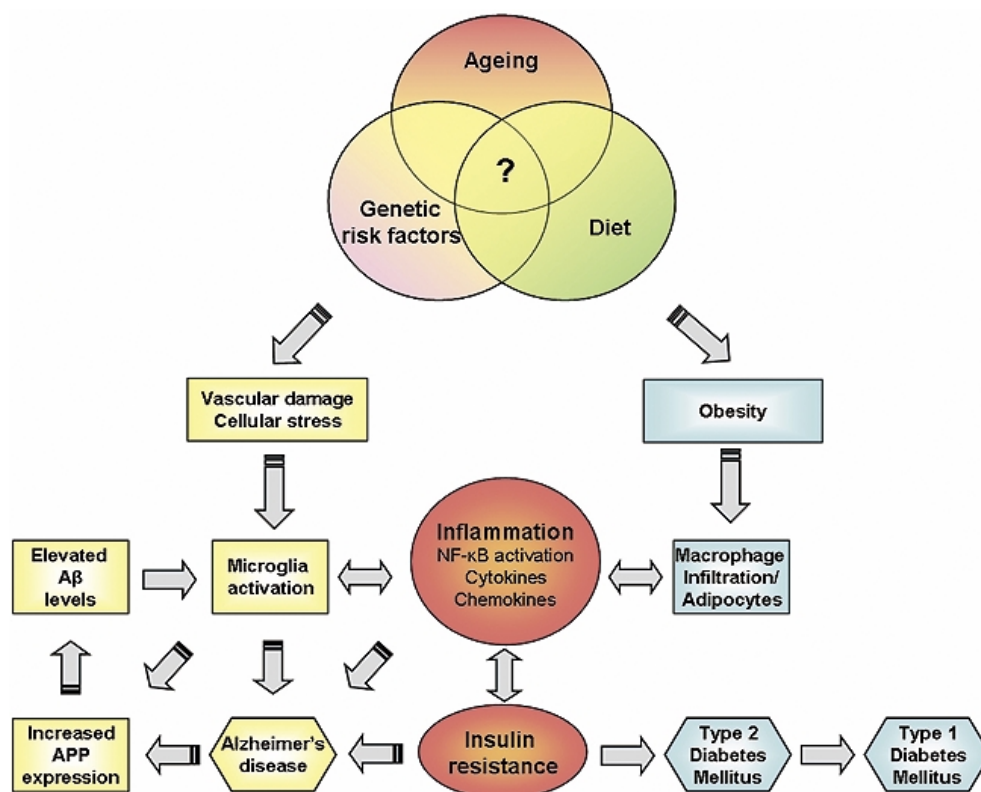 Ageing
?
Genetic
risk factors
Diet
Vascular damage
Cellular stress
Obesity
Elevated
Aβ
levels
Microglia
activation
Inflammation
NF-κB activation
Cytokines
Chemokines
Macrophage
Infiltration/
Adipocytes
Increased
APP
expression
Alzheimer's
disease
Insulin
resistance
Type 2
Diabetes
Mellitus
Type 1
Diabetes
Mellitus